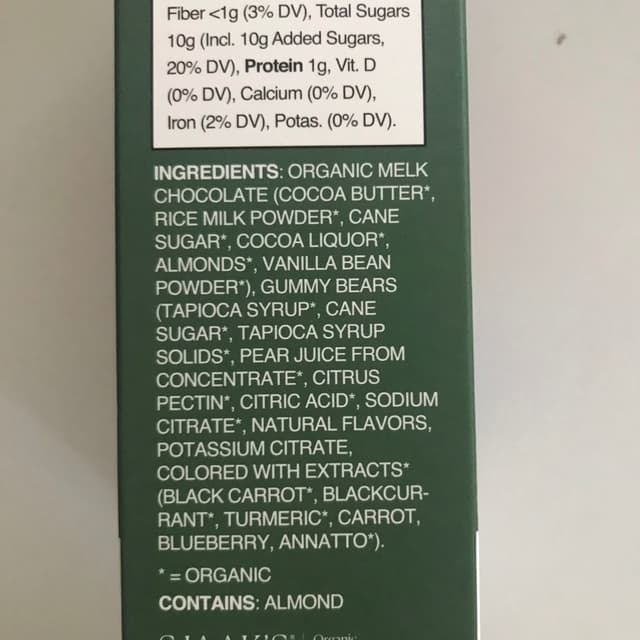 Fiber <1g (3% DV), Total Sugars
10g (Incl. 10g Added Sugars,
20% DV), Protein 1g, Vit. D
(0% DV), Calcium (0% DV),
Iron (2% DV), Potas. (0% DV).
INGREDIENTS: ORGANIC MELK
CHOCOLATE (COCOA BUTTER*,
RICE MILK POWDER*, CANE
SUGAR*, COCOA LIQUOR*,
ALMONDS*, VANILLA BEAN
POWDER*), GUMMY BEARS
(TAPIOCA SYRUP*, CANE
SUGAR*, TAPIOCA SYRUP
SOLIDS*, PEAR JUICE FROM
CONCENTRATE*, CITRUS
PECTIN*, CITRIC ACID*, SODIUM
CITRATE*, NATURAL FLAVORS,
POTASSIUM CITRATE,
COLORED WITH EXTRACTS*
(BLACK CARROT*, BLACKCUR-
RANT*, TURMERIC*, CARROT,
BLUEBERRY, ANNATTO*).
* = ORGANIC
CONTAINS: ALMOND
Organic